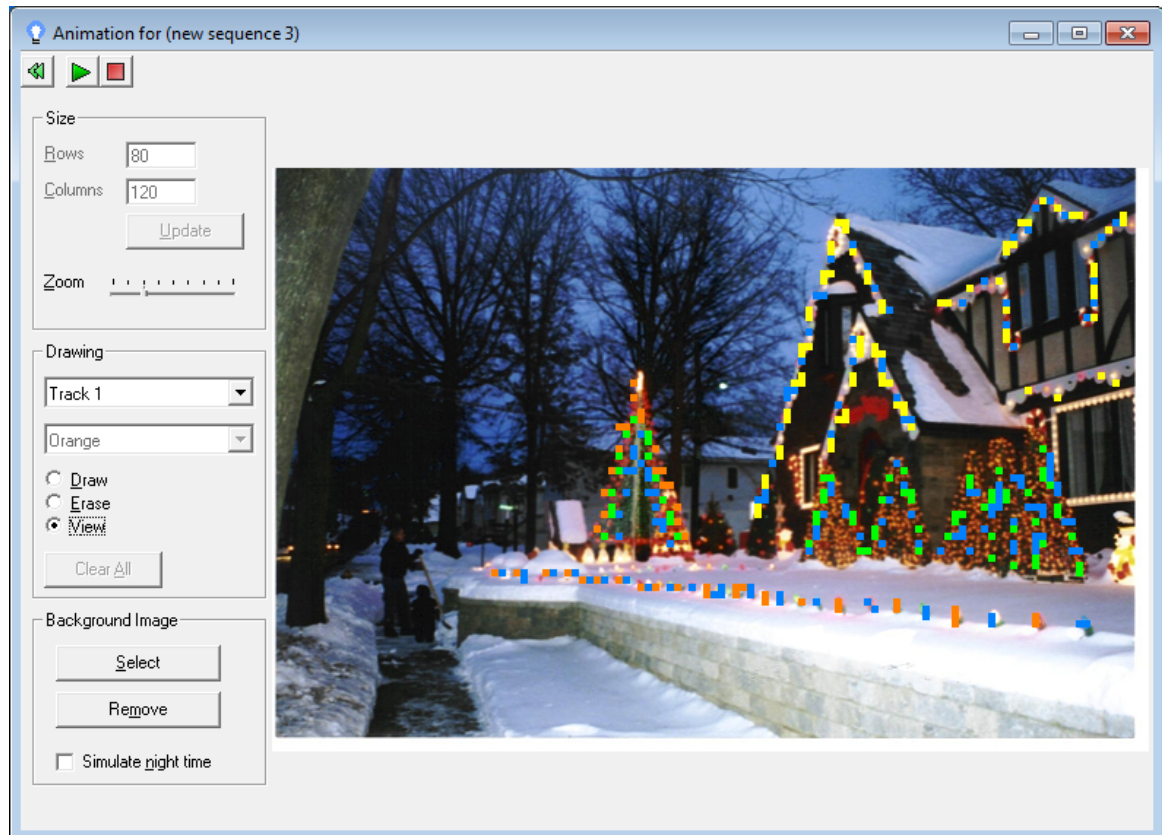 Animation for (new sequence 3)
Size
Rows 80
Columns 120
Update
Zoom
Drawing
Track 1
Orange
Draw
Erase
View
Clear All
Background Image
Select
Remove
Simulate night time